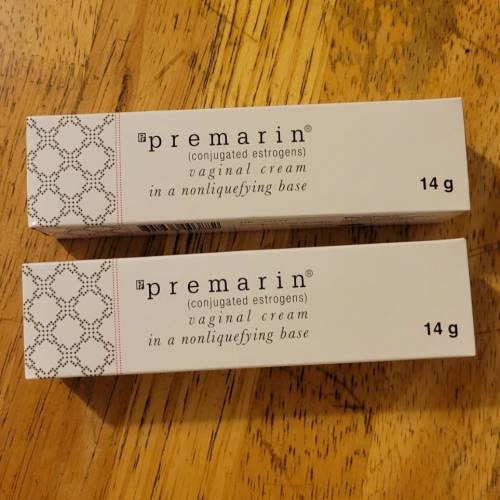 premarin®
(conjugated estrogens)
vaginal cream
in a nonliquefying base
14 g
premarin®
(conjugated estrogens)
vaginal cream
in a nonliquefying base
14 g